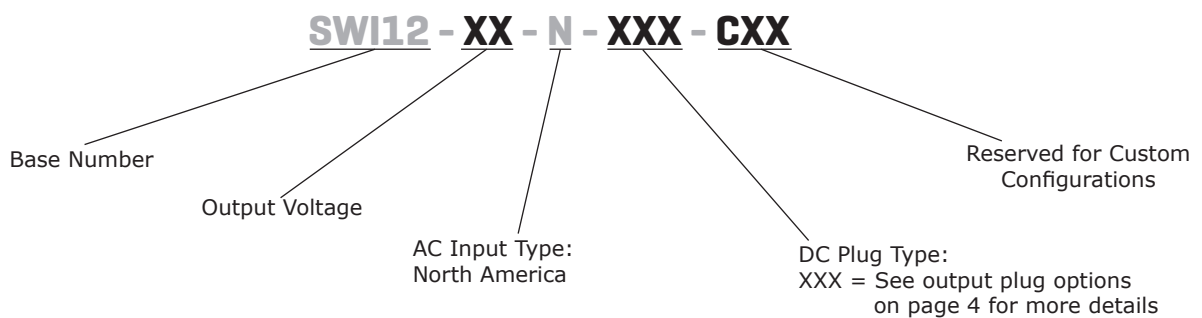 SWI12 - XX - N - XXX - CXX
Base Number
Output Voltage
AC Input Type:
North America
DC Plug Type:
XXX = See output plug options
on page 4 for more details
Reserved for Custom
Configurations